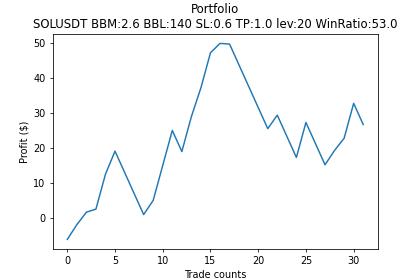 Portfolio
SOLUSDT BBM:2.6 BBL:140 SL:0.6 TP:1.0 lev:20 WinRatio:53.0
50
40
30
20
10
0
Profit ($)
0 5 10 15 20 25 30
Trade counts